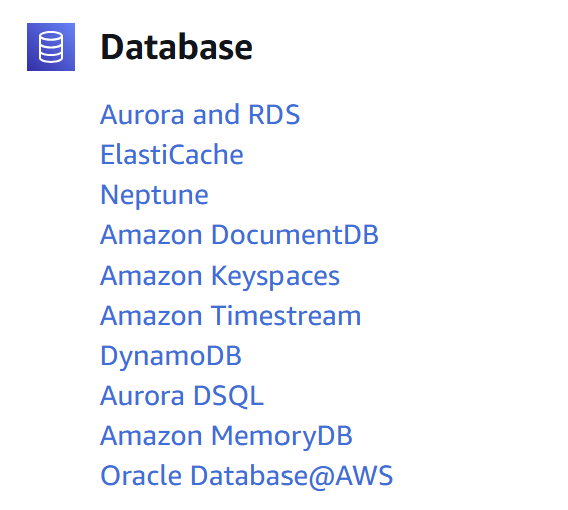 Database
Aurora and RDS
ElastiCache
Neptune
Amazon DocumentDB
Amazon Keyspaces
Amazon Timestream
DynamoDB
Aurora DSQL
Amazon MemoryDB
Oracle Database@AWS